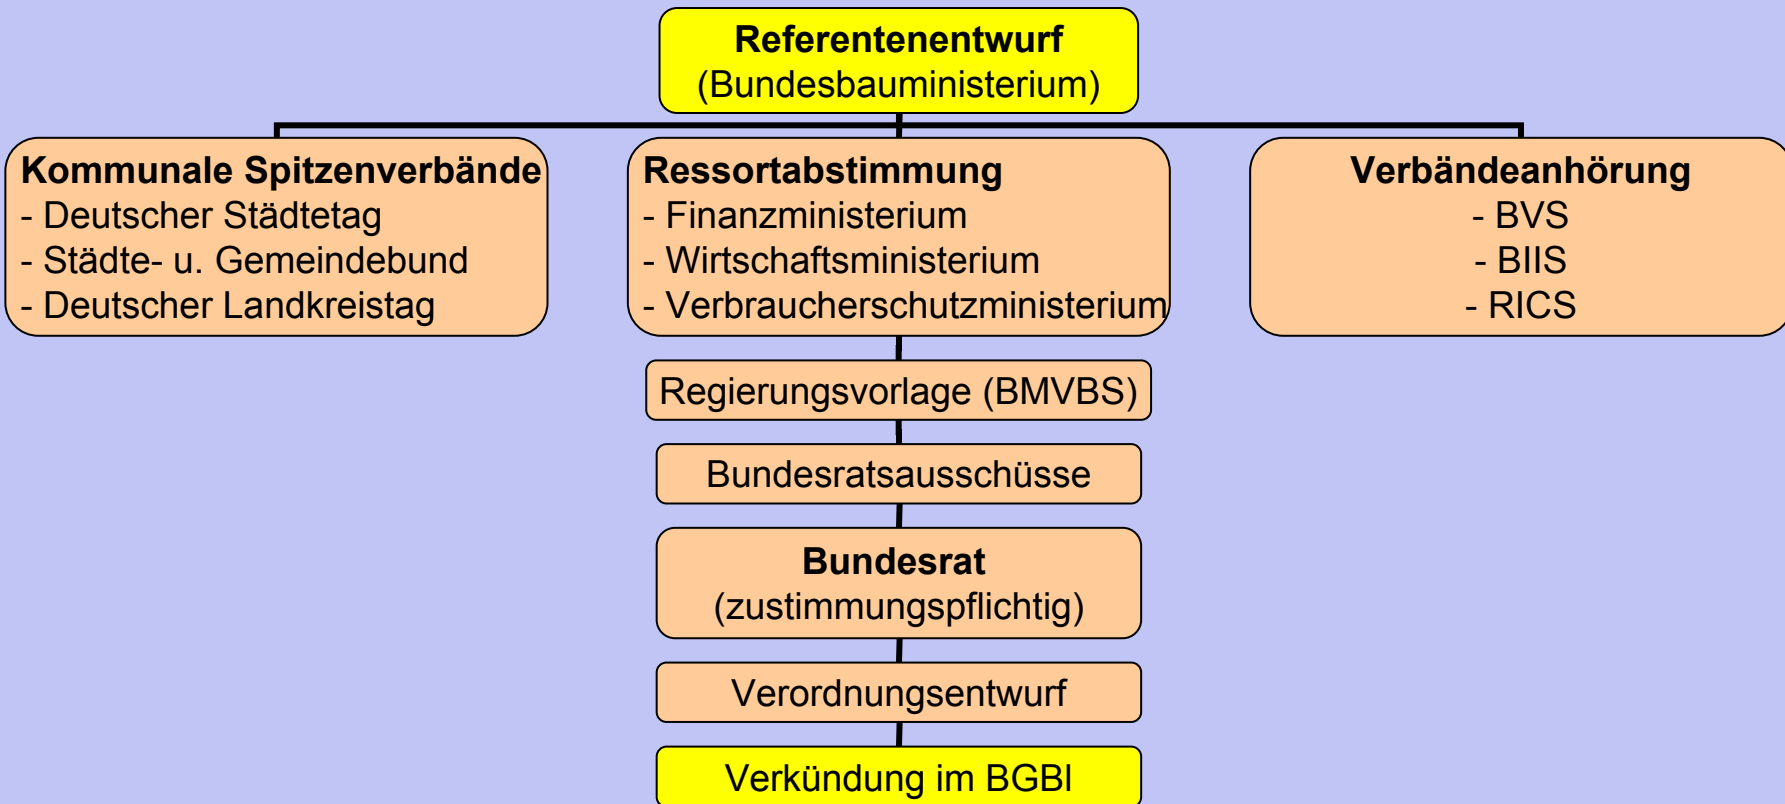 Referentenentwurf
(Bundesbauministerium)
Kommunale Spitzenverbände
- Deutscher Städtetag
- Städte- u. Gemeindebund
- Deutscher Landkreistag
Ressortabstimmung
- Finanzministerium
- Wirtschaftsministerium
- Verbraucherschutzministerium
Verbändeanhörung
- BVS
- BIIS
- RICS
Regierungsvorlage (BMVBS)
Bundesratsausschüsse
Bundesrat
(zustimmungspflichtig)
Verordnungsentwurf
Verkündung im BGBl